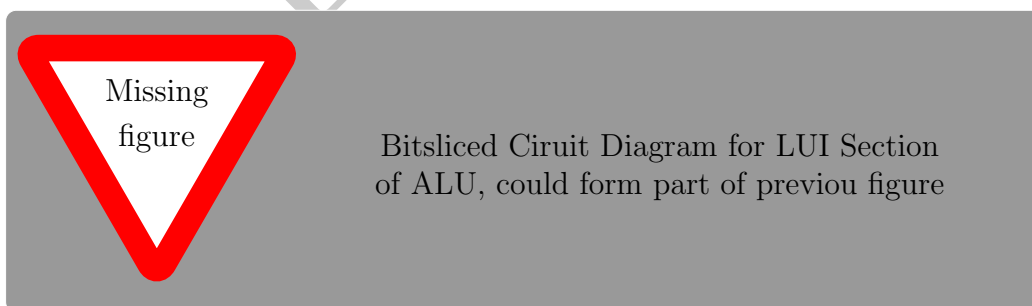 Missing
figure
Bitsliced Ciruit Diagram for LUI Section
of ALU, could form part of previou figure